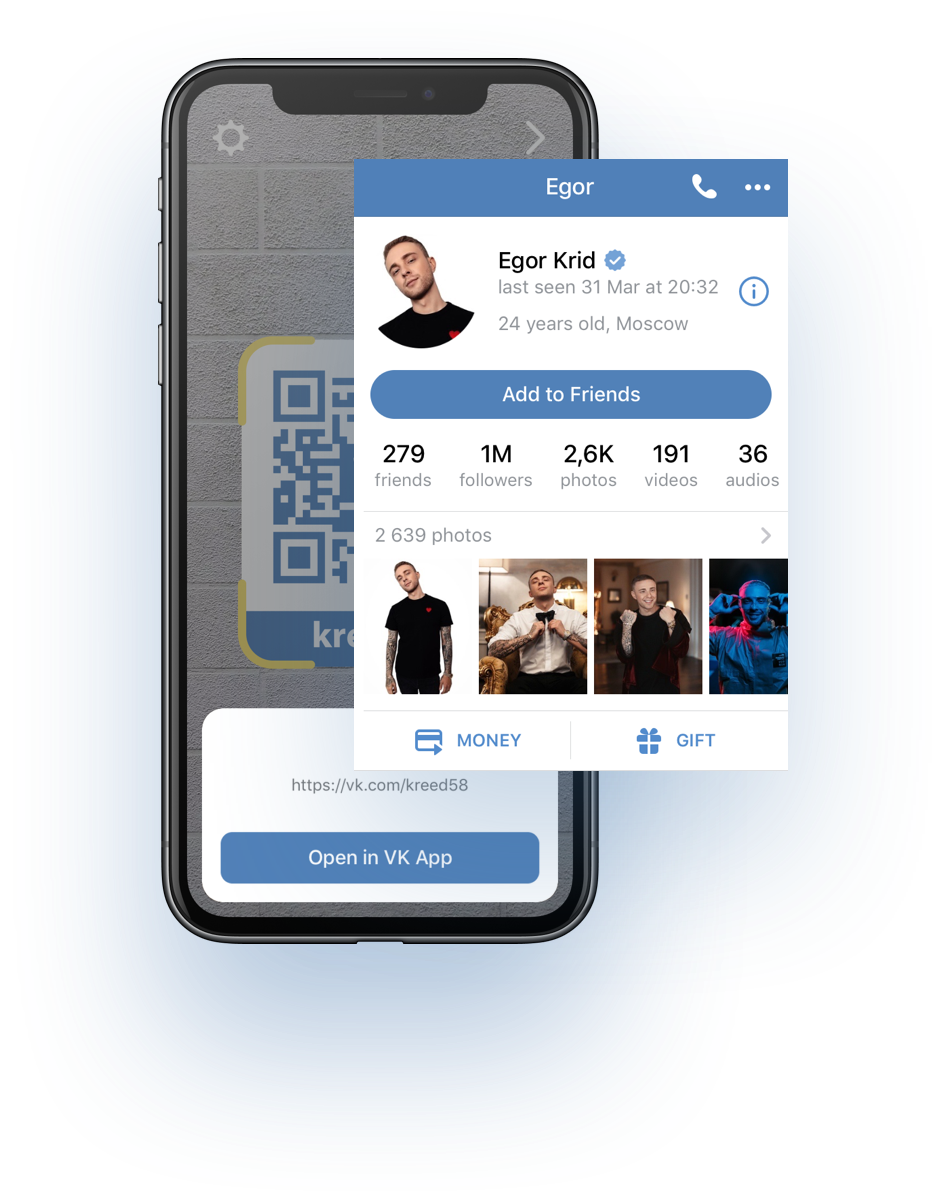 Egor
Egor Krid
last seen 31 Mar at 20:32
24 years old, Moscow
Add to Friends
279 1M 2,6K 191 36
friends followers photos videos audios
2 639 photos
MONEY GIFT
kre
https://vk.com/kreed58
Open in VK App